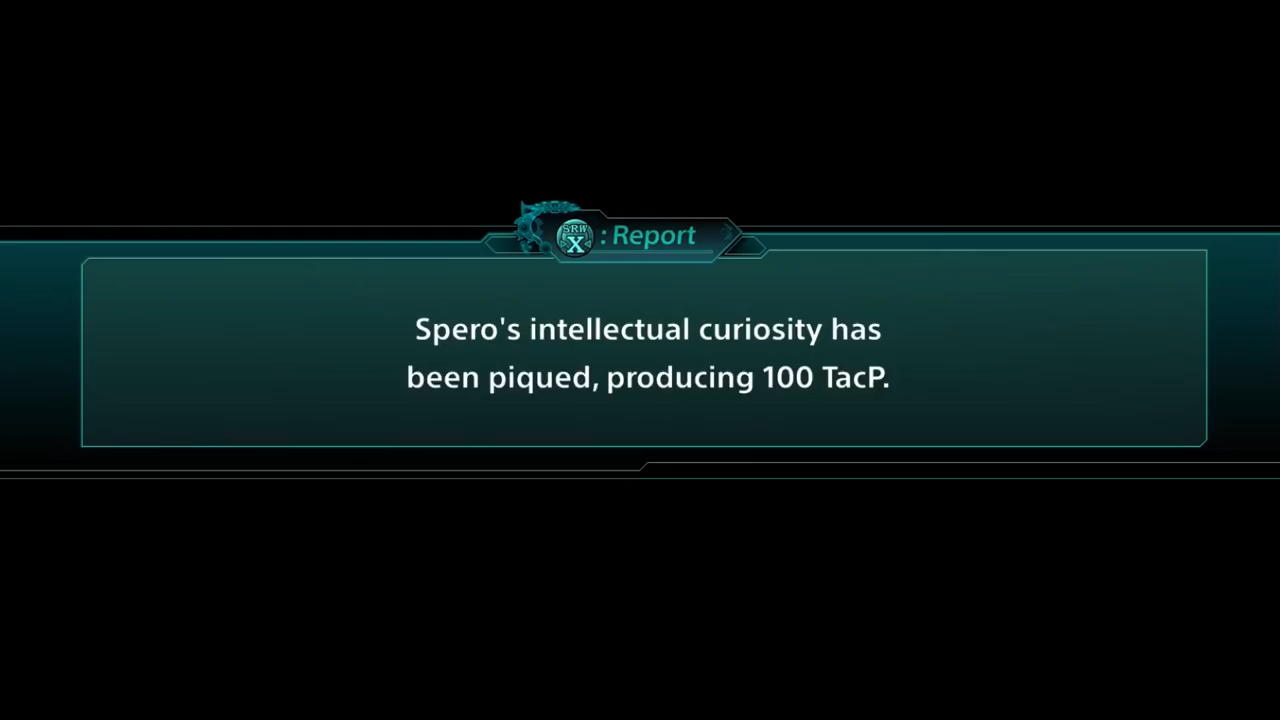 SRW
X
: Report
Spero's intellectual curiosity has
been piqued, producing 100 TacP.